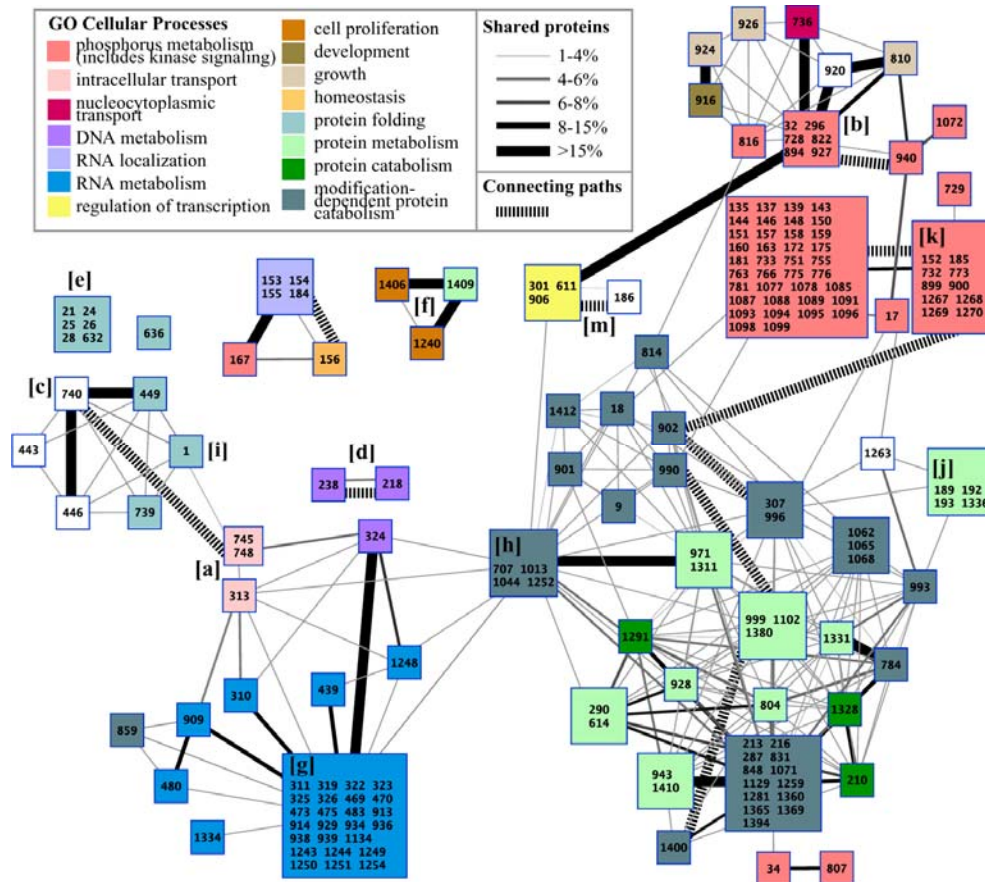 GO Cellular Processes
phosphorus metabolism
(includes kinase signaling)
intracellular transport
nucleocytoplasmic
transport
DNA metabolism
RNA localization
RNA metabolism
regulation of transcription
cell proliferation
development
growth
homeostasis
protein folding
protein metabolism
protein catabolism
modification-
dependent protein
catabolism
Shared proteins
1-4%
4-6%
6-8%
8-15%
>15%
Connecting paths
926
736
924
920
810
916
816
32 296
728 822
894 927
[b]
940
1072
729
135 137 139 143
144 146 148 150
151 157 158 159
160 163 172 175
181 733 751 755
763 766 775 776
781 1077 1078 1085
1087 1088 1089 1091
1093 1094 1095 1096
1098 1099
[k]
152 185
732 773
899 900
1267 1268
1269 1270
17
[e]
21 24
25 26
28 632
636
153 154
155 184
167
156
1406
1409
[f]
1240
301 611
906
186
[m]
[c]
740
449
443
1
[i]
446
739
[d]
238
218
745
748
[a]
313
324
814
1412
18
902
901
990
9
1263
[j]
189 192
193 1336
307
996
1062
1065
1068
[h]
707 1013
1044 1252
971
1311
993
999 1102
1380
1291
1331
784
928
804
1328
290
614
943
1410
213 216
287 831
848 1071
1129 1259
1281 1360
1365 1369
1394
210
1400
34
807
1248
439
310
909
859
480
1334
[g]
311 319 322 323
325 326 469 470
473 475 483 913
914 929 934 936
938 939 1134
1243 1244 1249
1250 1251 1254